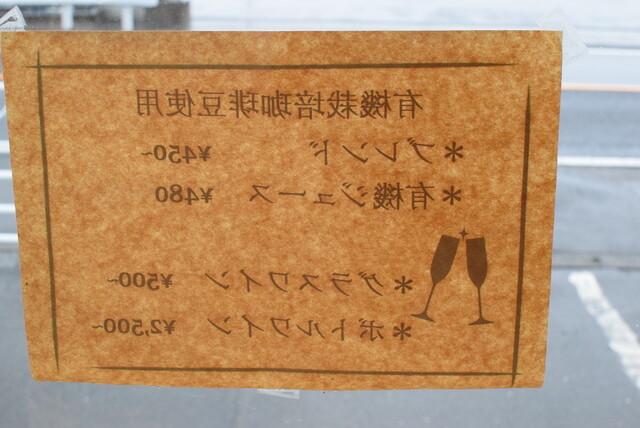 有機栽培珈琲豆使用
＊ブレンド ¥450~
＊有機ジュース ¥480
＊グラスワイン ¥500~
＊ボトルワイン ¥2,500~